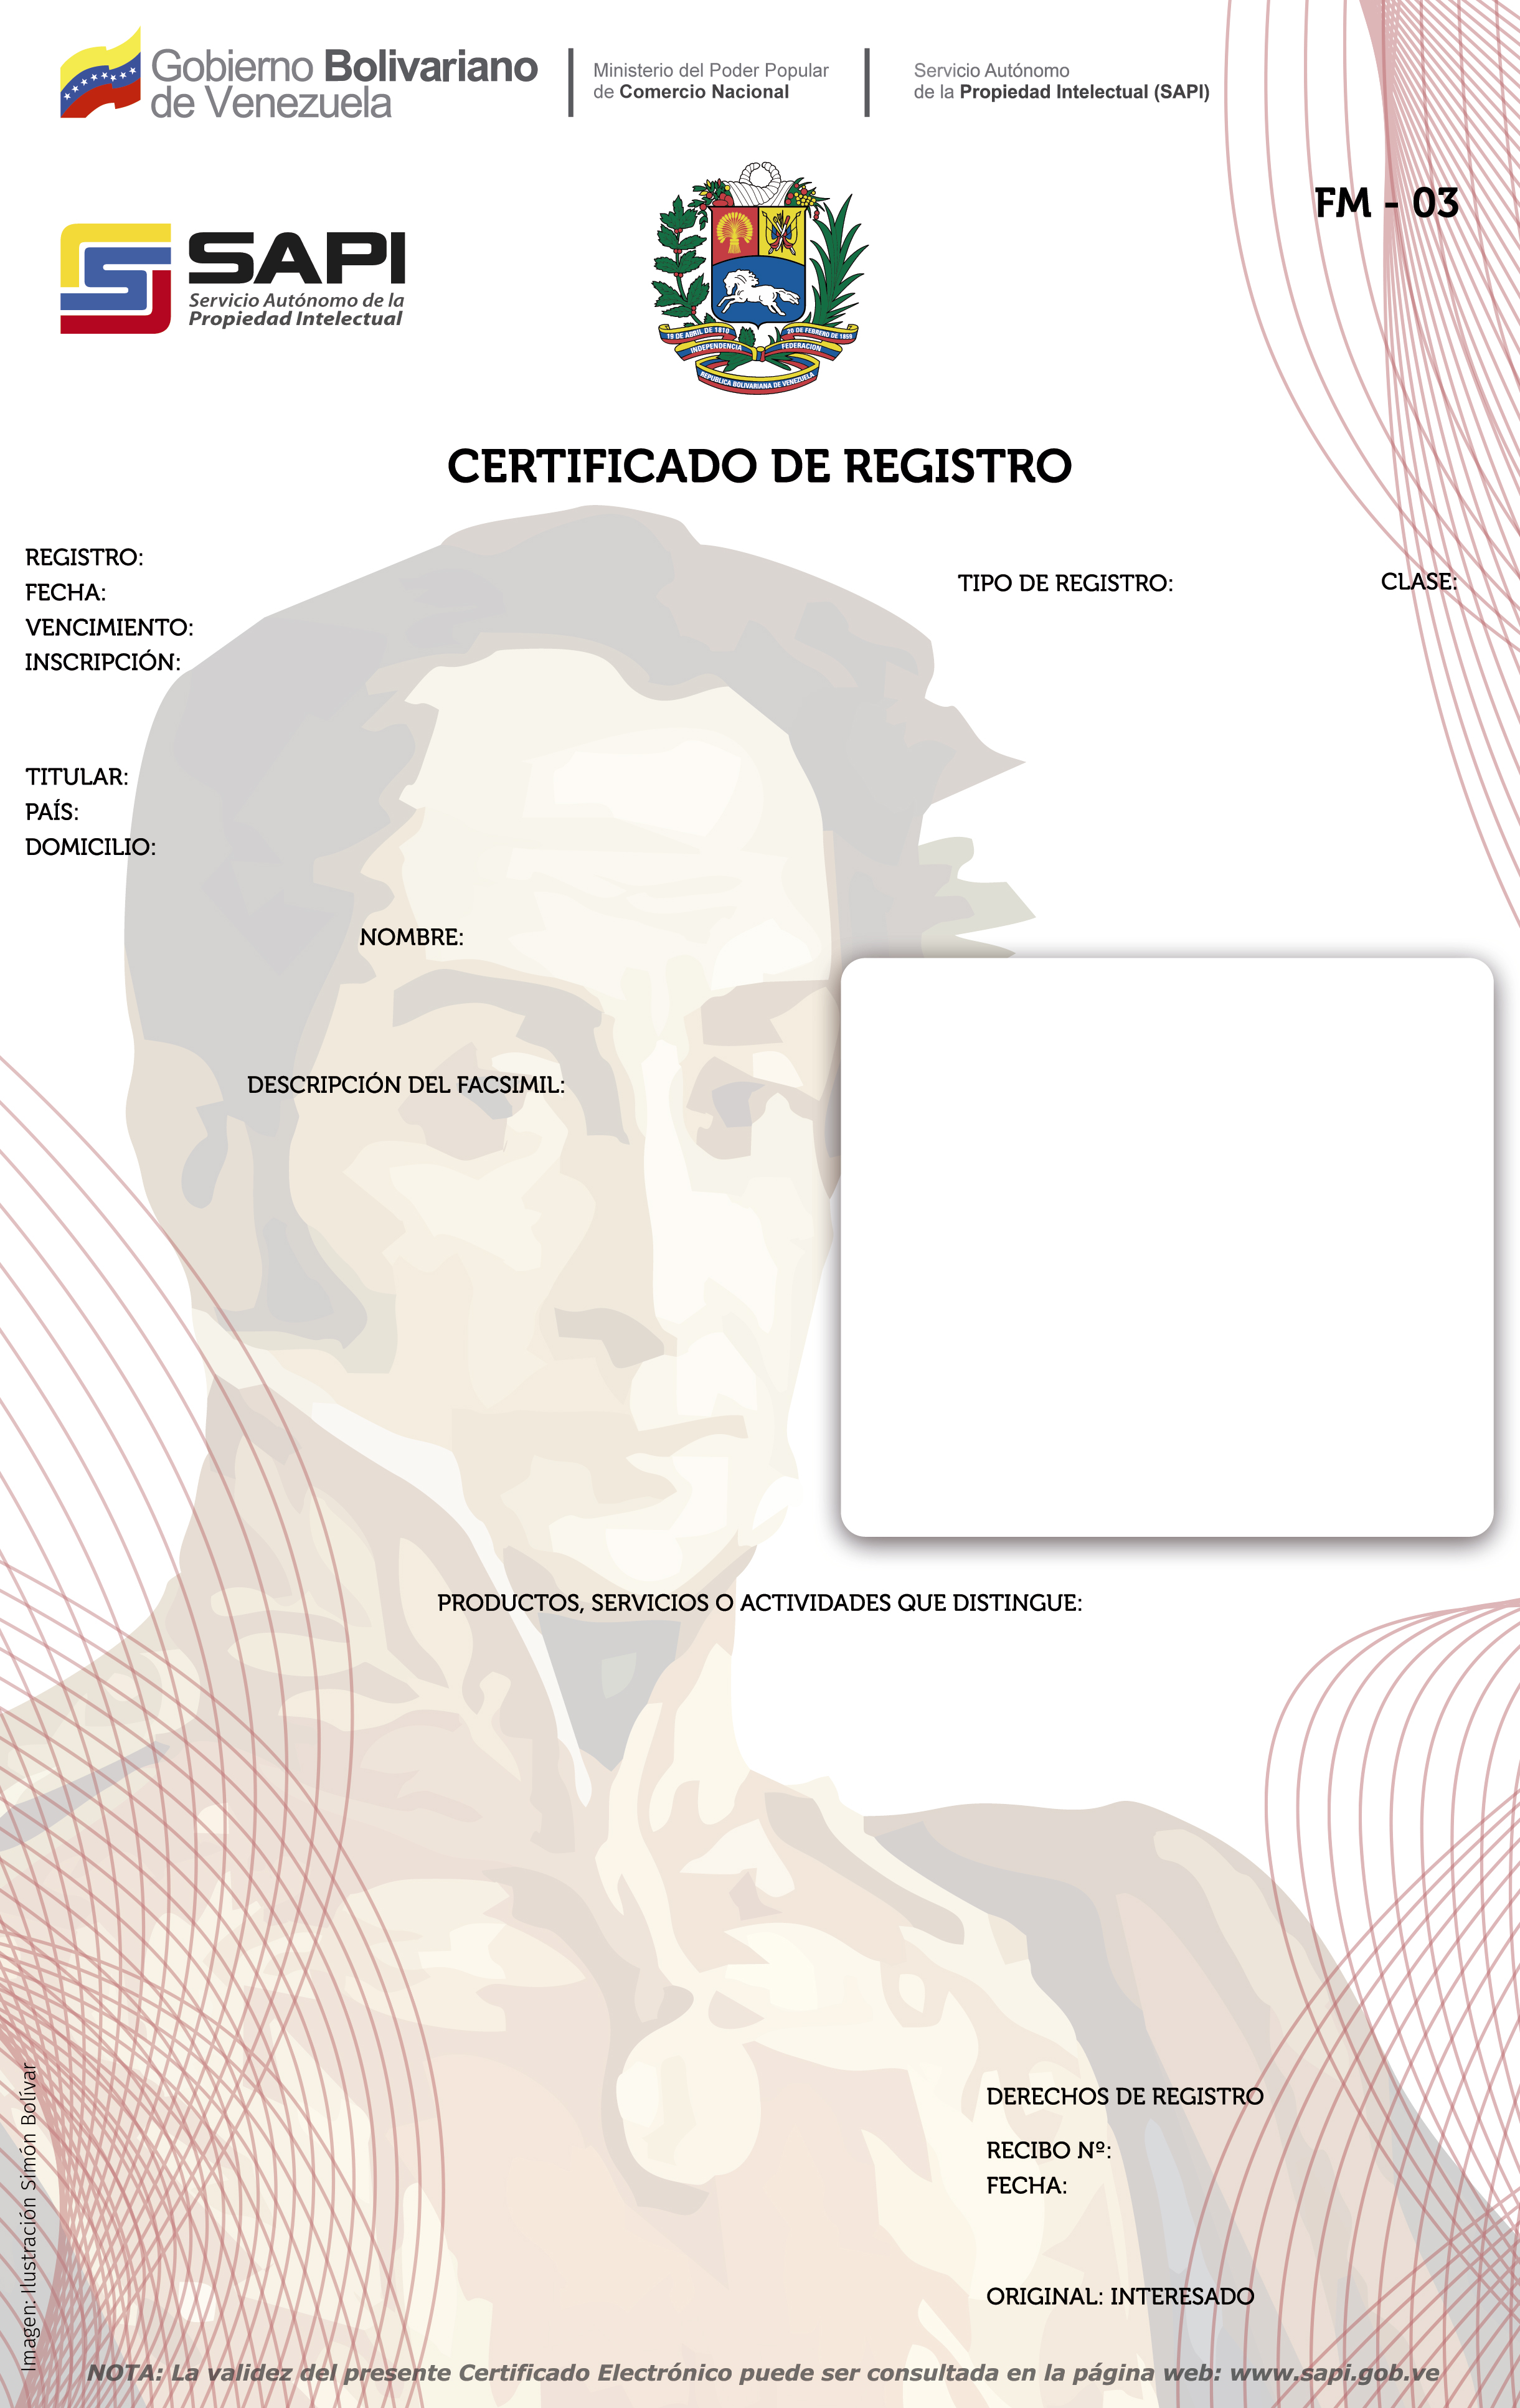 Gobierno Bolivariano
de Venezuela
Ministerio del Poder Popular
de Comercio Nacional
Servicio Autónomo
de la Propiedad Intelectual (SAPI)
FM - 03
SAPI
Servicio Autónomo de la
Propiedad Intelectual
19 DE ABRIL DE 1810
20 DE FEBRERO DE 1859
INDEPENDENCIA
FEDERACION
REPUBLICA BOLIVARIANA DE VENEZUELA
CERTIFICADO DE REGISTRO
REGISTRO:
FECHA:
VENCIMIENTO:
INSCRIPCIÓN:
TIPO DE REGISTRO:
CLASE:
TITULAR:
PAÍS:
DOMICILIO:
NOMBRE:
DESCRIPCIÓN DEL FACSIMIL:
PRODUCTOS, SERVICIOS O ACTIVIDADES QUE DISTINGUE:
DERECHOS DE REGISTRO
RECIBO Nº:
FECHA:
ORIGINAL: INTERESADO
Imagen: Ilustración Simón Bolívar
NOTA: La validez del presente Certificado Electrónico puede ser consultada en la página web: www.sapi.gob.ve